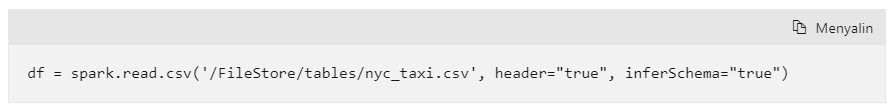 Menyalin
df = spark.read.csv('/FileStore/tables/nyc_taxi.csv', header="true", inferSchema="true")